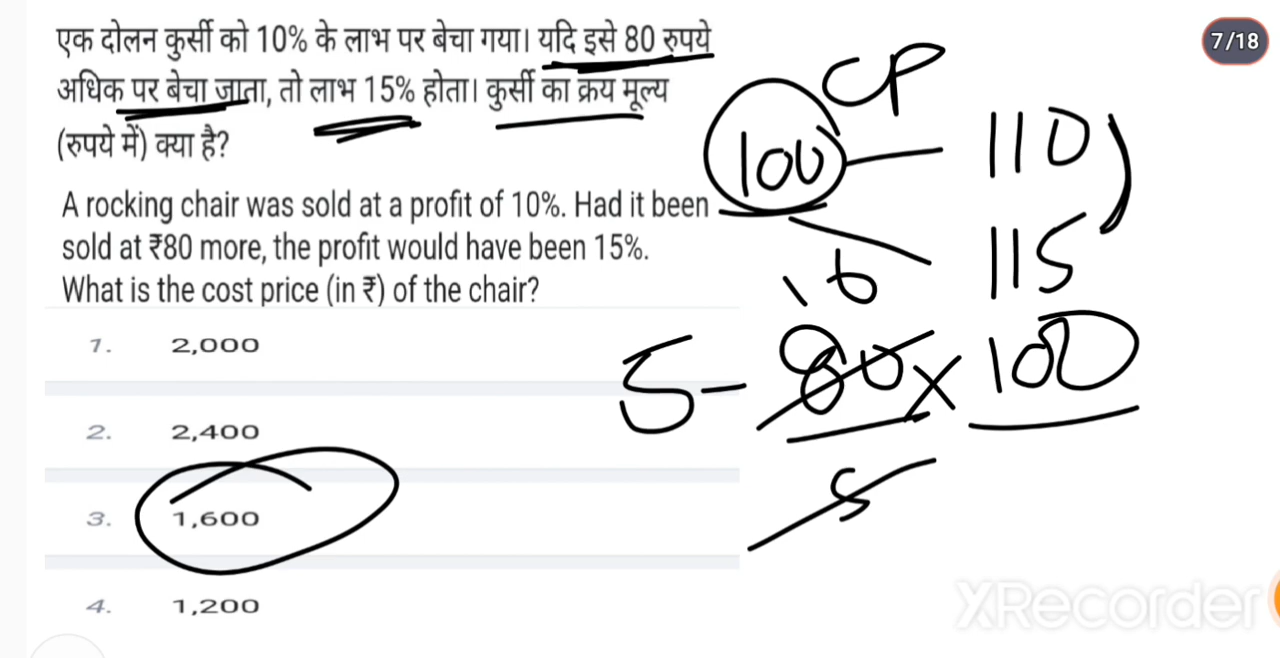 एक दोलन कुर्सी को 10% के लाभ पर बेचा गया। यदि इसे 80 रुपये
अधिक पर बेचा जाता, तो लाभ 15% होता। कुर्सी का क्रय मूल्य
(रुपये में) क्या है?
A rocking chair was sold at a profit of 10%. Had it been
sold at ₹80 more, the profit would have been 15%.
What is the cost price (in ₹) of the chair?
1. 2,000
2. 2,400
3. 1,600
4. 1,200
7/18
CP
100 — 110)
115
16
5 - 80 x 100
5
XRecorder